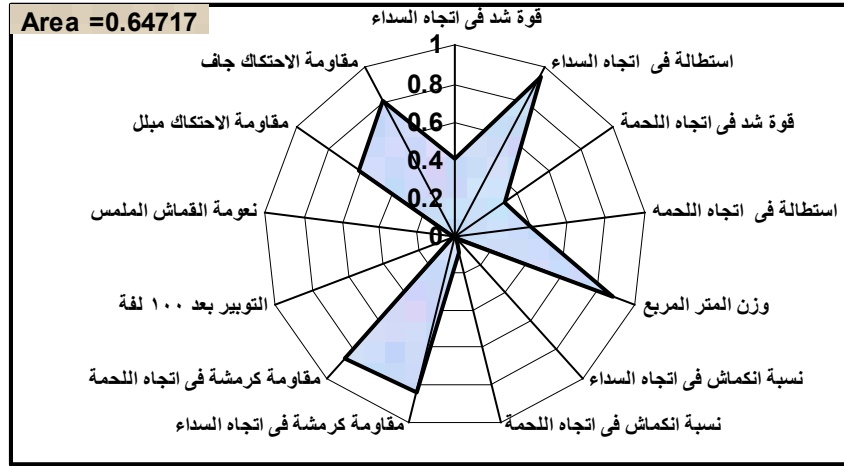 Area =0.64717
قوة شد فى اتجاه السداء
استطالة فى اتجاه السداء
قوة شد فى اتجاه اللحمة
استطالة فى اتجاه اللحمه
وزن المتر المربع
نسبة انكماش فى اتجاه السداء
نسبة انكماش فى اتجاه اللحمة
مقاومة كرمشة فى اتجاه السداء
مقاومة كرمشة فى اتجاه اللحمة
التوبير بعد ١٠٠ لفة
نعومة القماش الملمس
مقاومة الاحتكاك مبلل
مقاومة الاحتكاك جاف
1
0.8
0.6
0.4
0.2
0